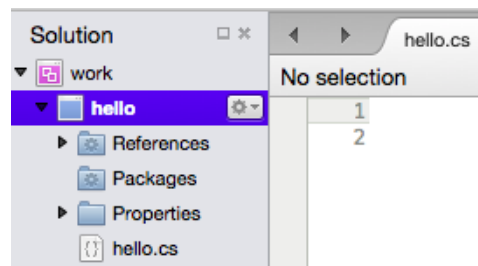 Solution
work
hello
References
Packages
Properties
{} hello.cs
hello.cs
No selection
1
2